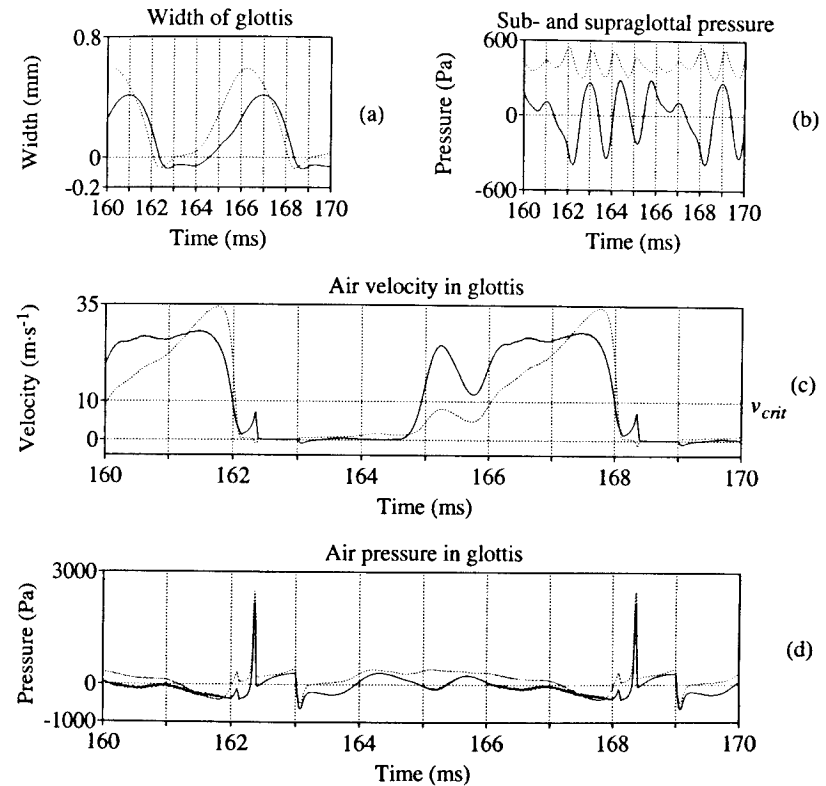 Width of glottis
0.8
0
-0.2
Width (mm)
160 162 164 166 168 170
Time (ms)
(a)
Sub- and supraglottal pressure
600
0
-600
Pressure (Pa)
160 162 164 166 168 170
Time (ms)
(b)
Air velocity in glottis
35
10
0
Velocity (m·s-1)
160 162 164 166 168 170
Time (ms)
(c)
vcrit
Air pressure in glottis
3000
0
-1000
Pressure (Pa)
160 162 164 166 168 170
Time (ms)
(d)